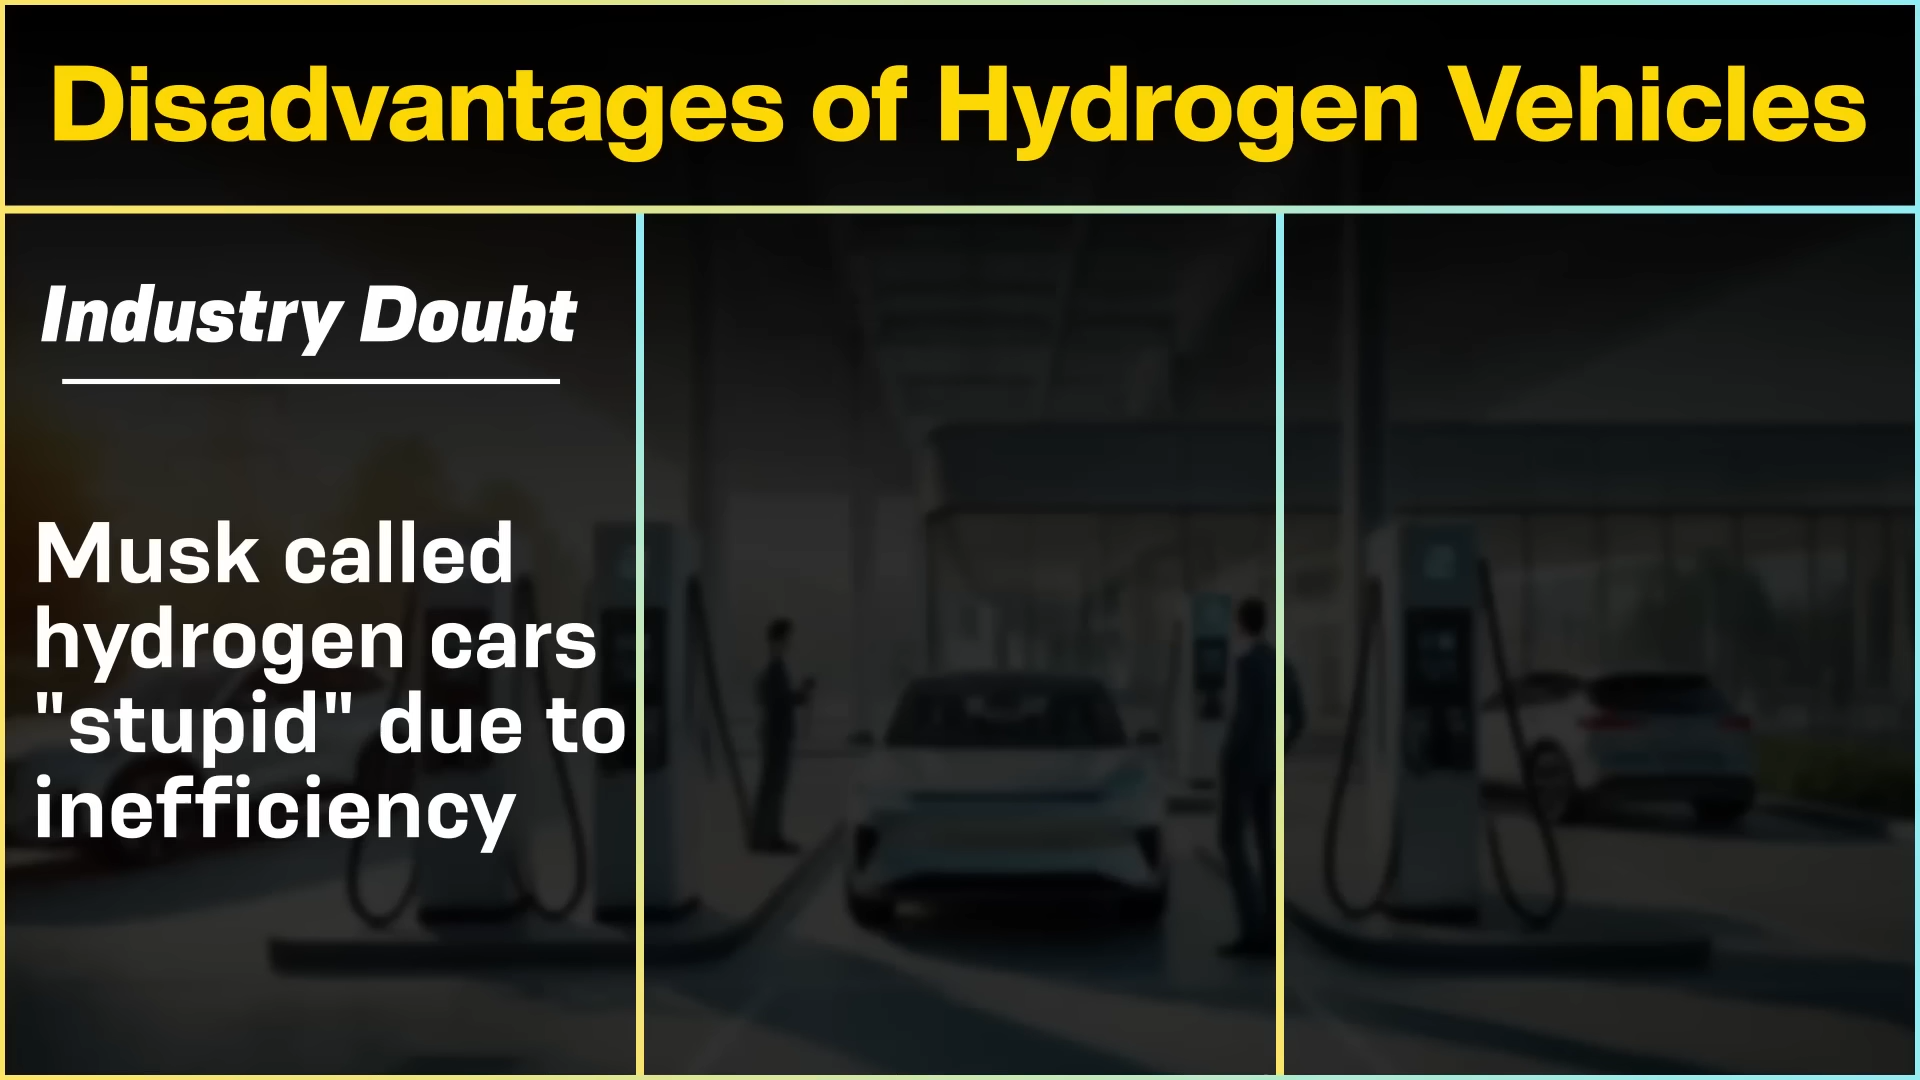 Disadvantages of Hydrogen Vehicles
Industry Doubt
Musk called
hydrogen cars
"stupid" due to
inefficiency